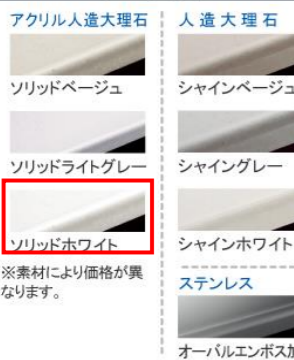 アクリル人造大理石
ソリッドベージュ
ソリッドライトグレー
ソリッドホワイト
※素材により価格が異
なります。
人造大理石
シャインベージュ
シャイングレー
シャインホワイト
ステンレス
オーバルエンボス加